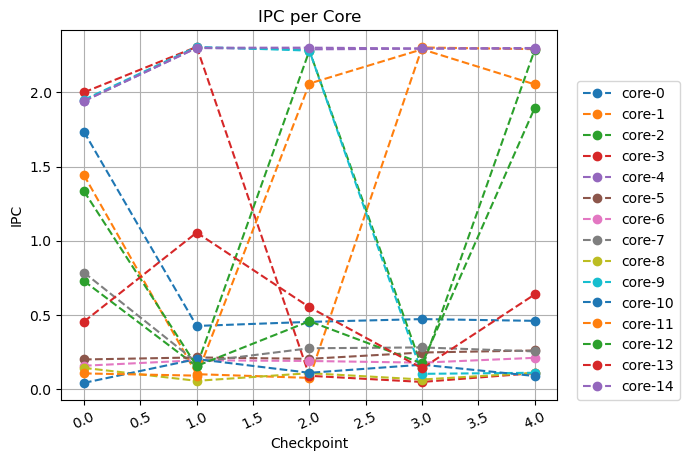 IPC per Core
IPC
2.0
1.5
1.0
0.5
0.0
0.0
0.5
1.0
1.5
2.0
2.5
3.0
3.5
4.0
Checkpoint
core-0
core-1
core-2
core-3
core-4
core-5
core-6
core-7
core-8
core-9
core-10
core-11
core-12
core-13
core-14